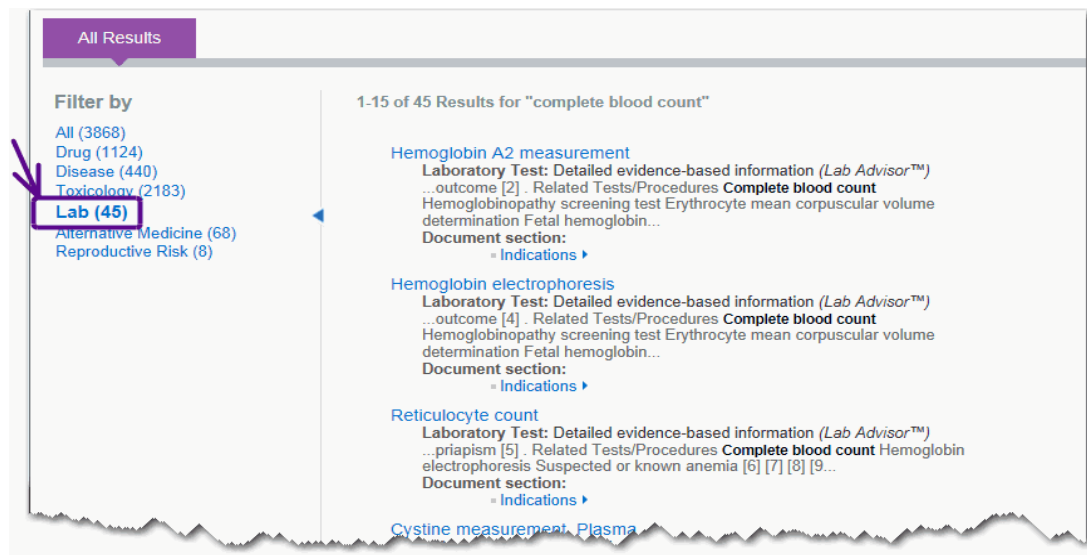 All Results
Filter by
All (3868)
Drug (1124)
Disease (440)
Toxicology (2183)
Lab (45)
Alternative Medicine (68)
Reproductive Risk (8)
1-15 of 45 Results for "complete blood count"
Hemoglobin A2 measurement
Laboratory Test: Detailed evidence-based information (Lab Advisor™)
...outcome [2] . Related Tests/Procedures Complete blood count
Hemoglobinopathy screening test Erythrocyte mean corpuscular volume
determination Fetal hemoglobin...
Document section:
Indications
Hemoglobin electrophoresis
Laboratory Test: Detailed evidence-based information (Lab Advisor™)
...outcome [4] . Related Tests/Procedures Complete blood count
Hemoglobinopathy screening test Erythrocyte mean corpuscular volume
determination Fetal hemoglobin...
Document section:
Indications
Reticulocyte count
Laboratory Test: Detailed evidence-based information (Lab Advisor™)
...priapism [5] . Related Tests/Procedures Complete blood count Hemoglobin
electrophoresis Suspected or known anemia [6] [7] [8] [9...
Document section:
Indications
Cystine measurement, Plasma